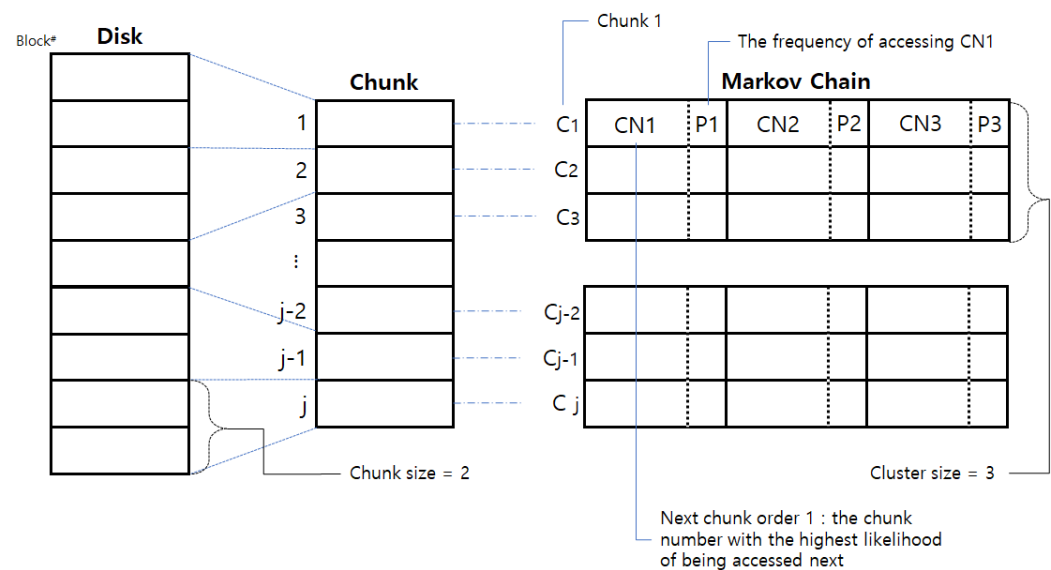 Chunk 1
The frequency of accessing CN1
Block#
Disk
Chunk
Markov Chain
1
C1
CN1
P1
CN2
P2
CN3
P3
2
C2
3
C3
⋮
j-2
Cj-2
j-1
Cj-1
j
C j
Chunk size = 2
Cluster size = 3
Next chunk order 1 : the chunk
number with the highest likelihood
of being accessed next